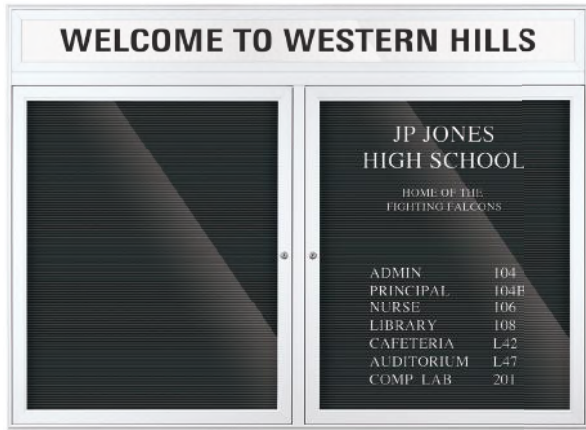 WELCOME TO WESTERN HILLS
JP JONES
HIGH SCHOOL
HOME OF THE
FIGHTING FALCONS
ADMIN 104
PRINCIPAL 104E
NURSE 106
LIBRARY 108
CAFETERIA L42
AUDITORIUM L47
COMP LAB 201